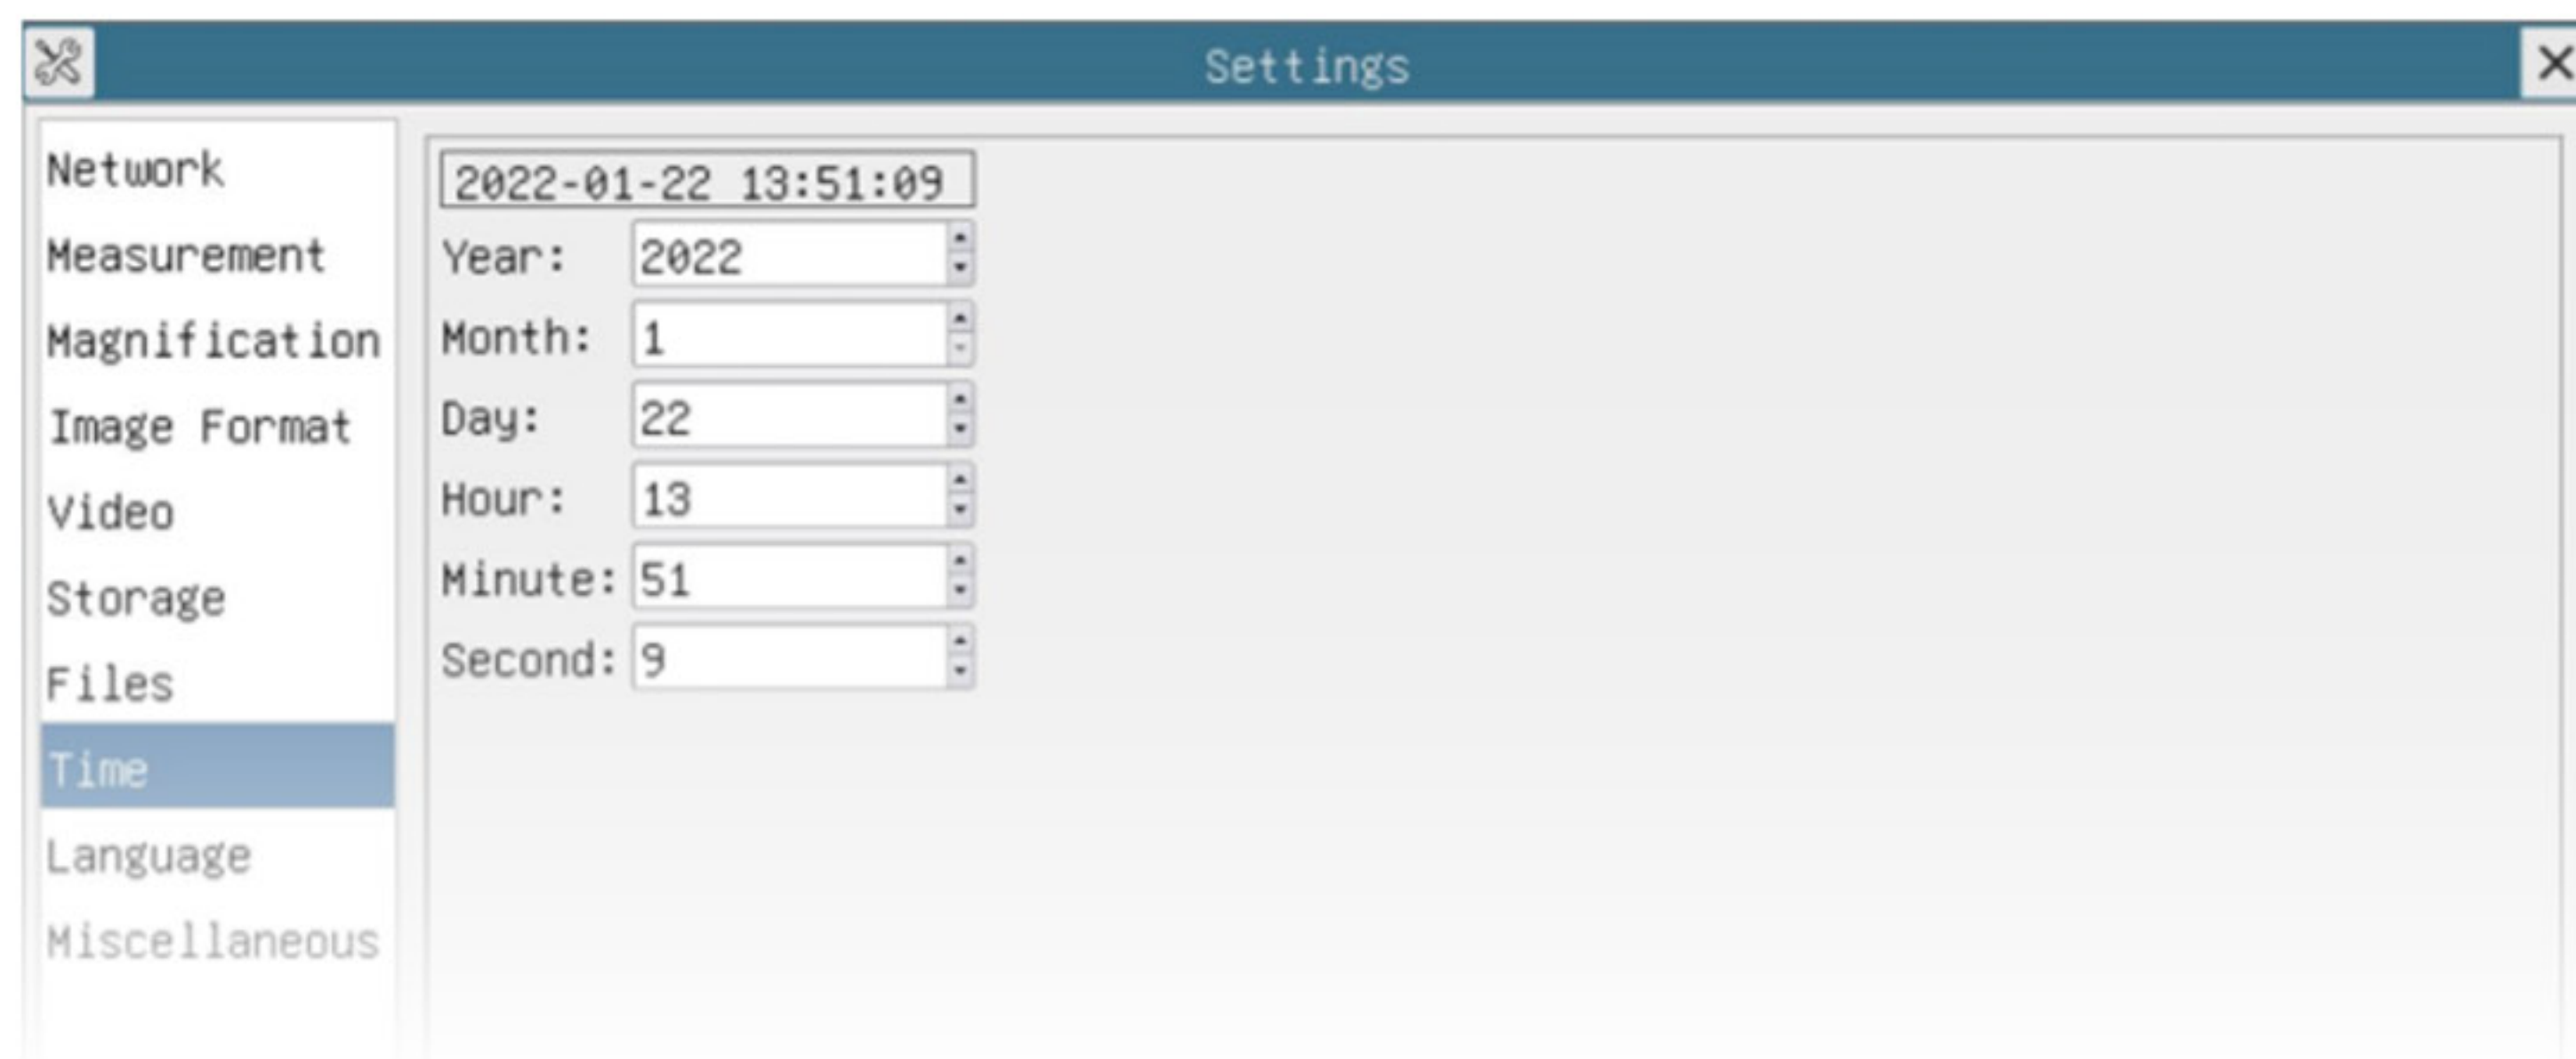 Settings
Network
Measurement
Magnification
Image Format
Video
Storage
Files
Time
Language
Miscellaneous
2022-01-22 13:51:09
Year: 2022
Month: 1
Day: 22
Hour: 13
Minute: 51
Second: 9